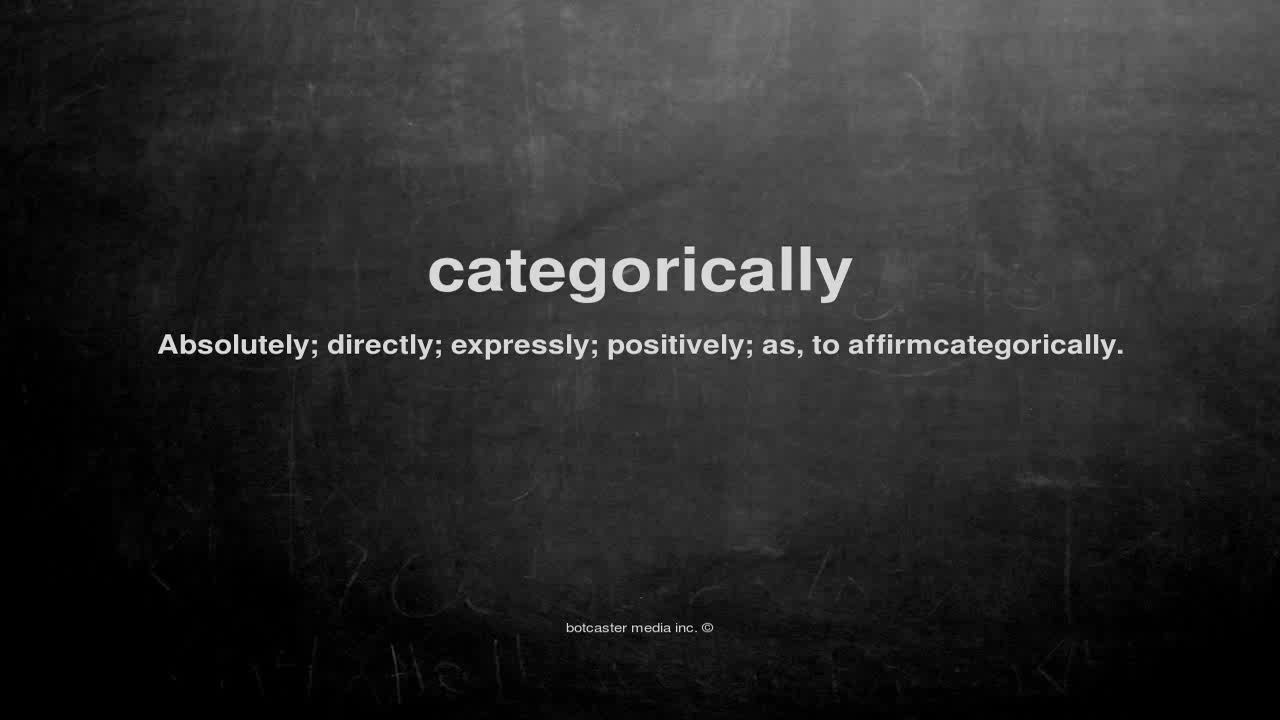 categorically
Absolutely; directly; expressly; positively; as, to affirmcategorically.
botcaster media inc. ©